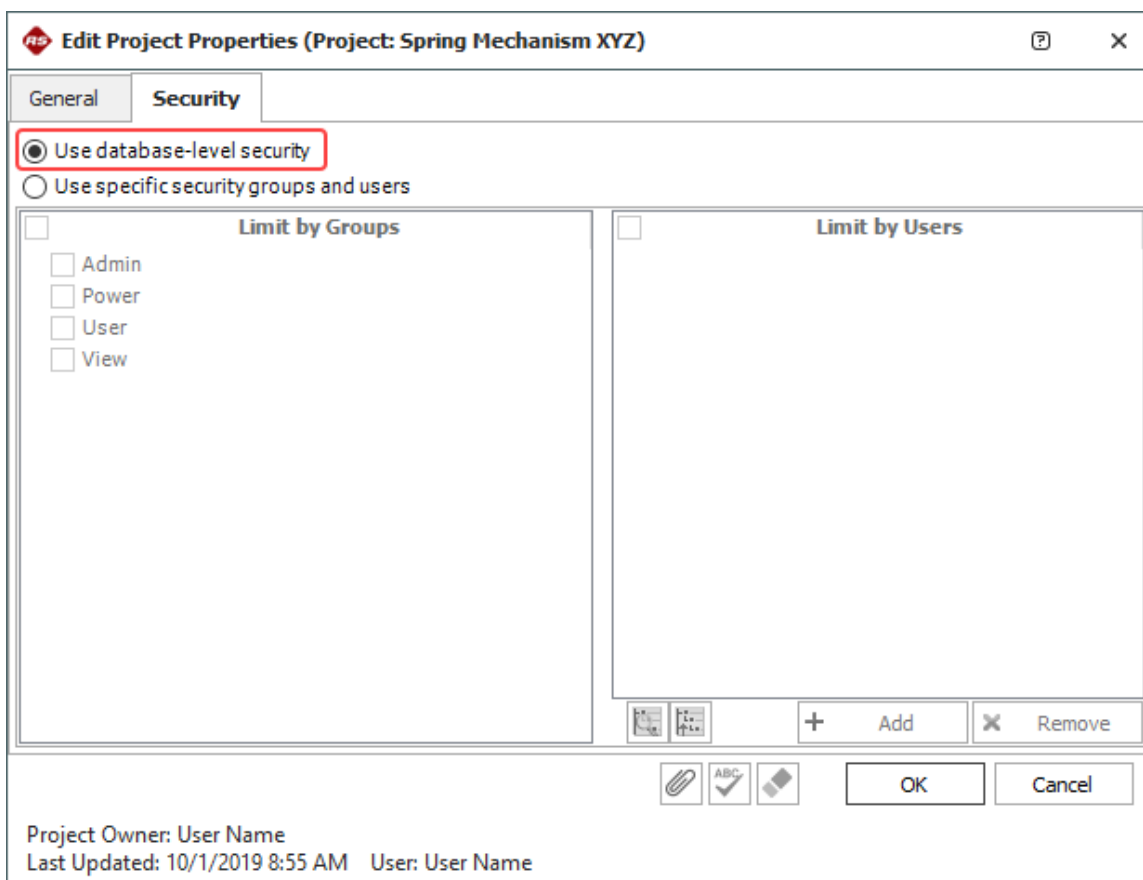 RS Edit Project Properties (Project: Spring Mechanism XYZ) ?
General Security
Use database-level security
Use specific security groups and users
Limit by Groups Limit by Users
Admin
Power
User
View
Add Remove
ABC OK Cancel
Project Owner: User Name
Last Updated: 10/1/2019 8:55 AM User: User Name